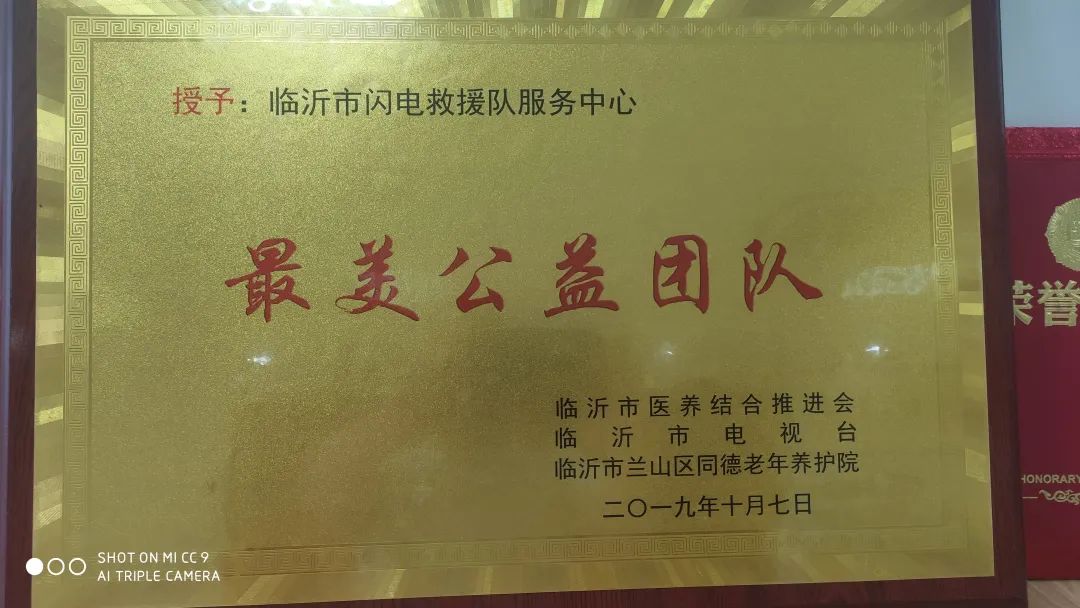 授予：临沂市闪电救援队服务中心
最美公益团队
临沂市医养结合推进会
临沂市电视台
临沂市兰山区同德老年养护院
二〇一九年十月七日
荣誉
HONORARY
SHOT ON MI CC 9
AI TRIPLE CAMERA